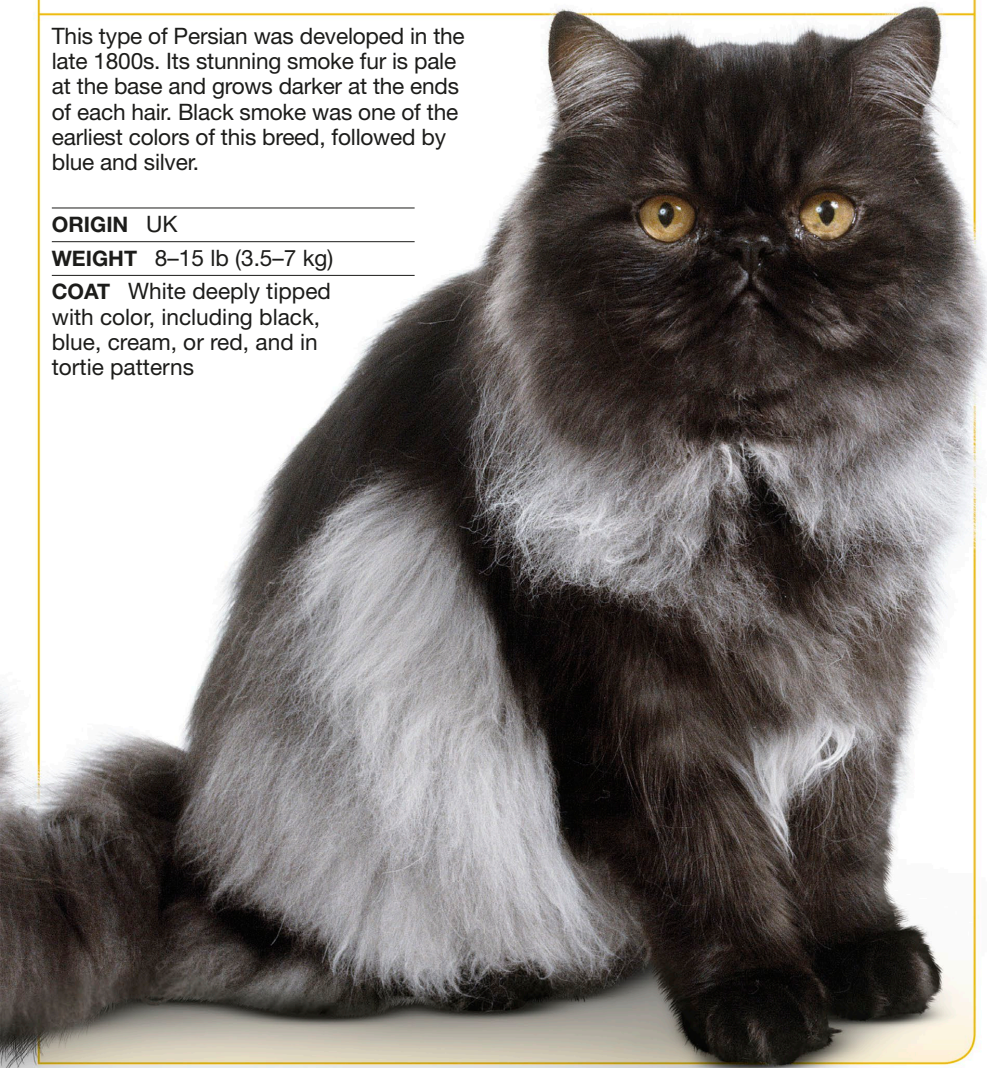 This type of Persian was developed in the
late 1800s. Its stunning smoke fur is pale
at the base and grows darker at the ends
of each hair. Black smoke was one of the
earliest colors of this breed, followed by
blue and silver.
ORIGIN UK
WEIGHT 8–15 lb (3.5–7 kg)
COAT White deeply tipped
with color, including black,
blue, cream, or red, and in
tortie patterns